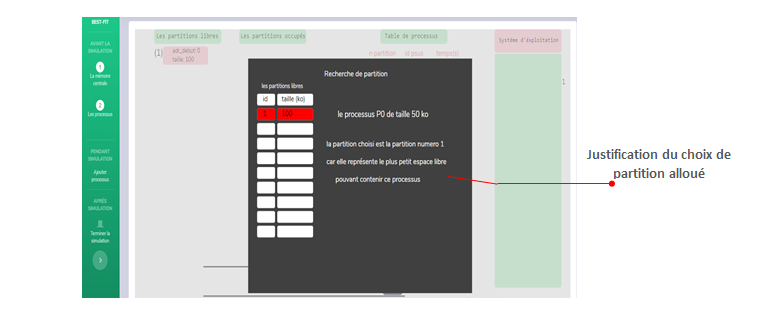 BEST-FIT
AVANT LA
SIMULATION
1
La mémoire
centrale
2
Les processus
PENDANT
SIMULATION
Ajouter
processus
APRÈS
SIMULATION
Terminer la
simulation
Les partitions libres
Les partitions occupés
Table de processus
Systéme d'éxploitation
(1)
adr_debut:0
taille: 100
n partition id psus temps(s)
1
Recherche de partition
les partitions libres
id taille (ko)
1 100
le processus P0 de taille 50 ko
la partition choisi est la partition numero 1
car elle représente le plus petit espace libre
pouvant contenir ce processus
Justification du choix de
partition alloué